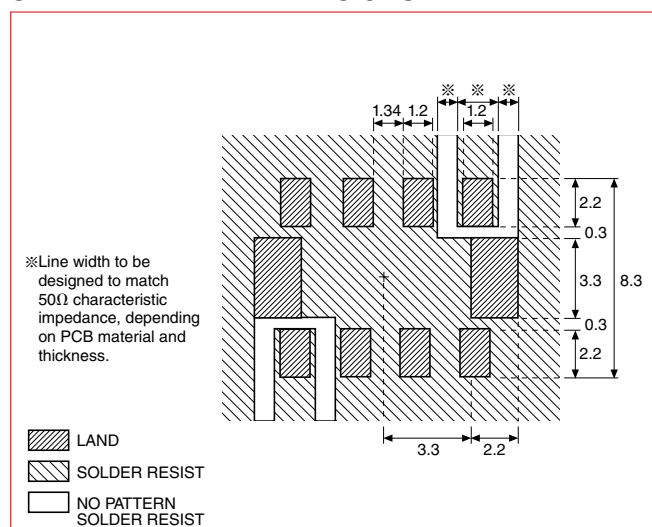 ※ ※ ※
1.34 1.2 1.2
2.2
0.3
3.3 8.3
0.3
2.2
※Line width to be
designed to match
50Ω characteristic
impedance, depending
on PCB material and
thickness.
3.3 2.2
LAND
SOLDER RESIST
NO PATTERN
SOLDER RESIST